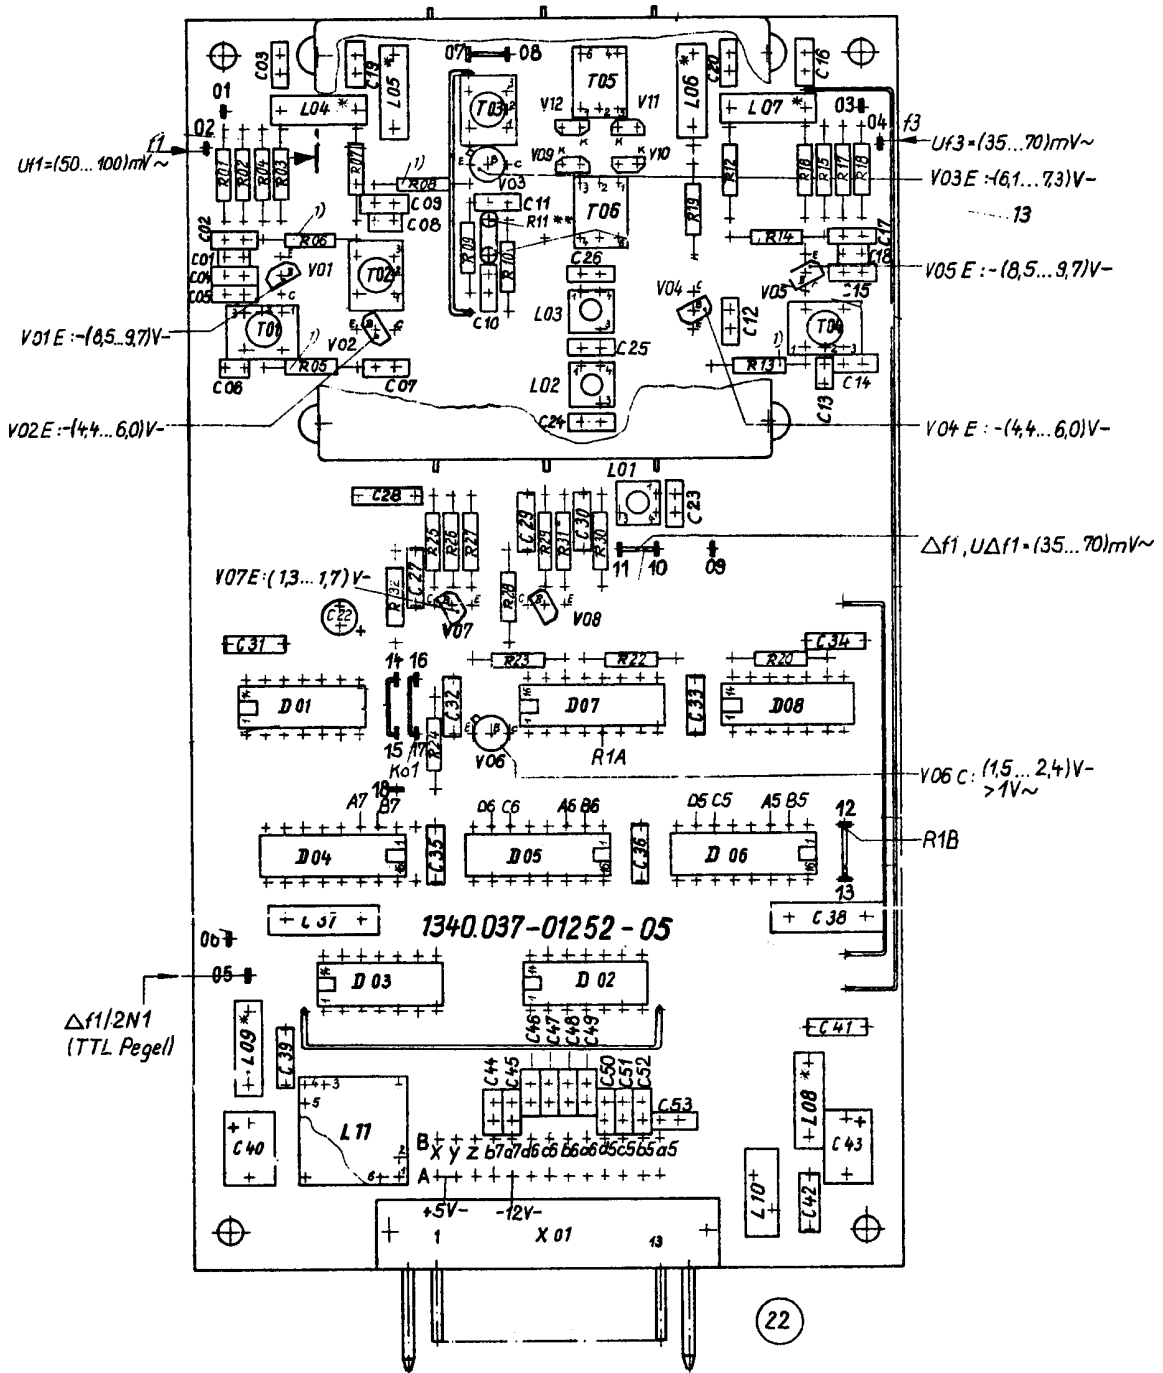 07 08
C03
C19
L05*
T03
T05
V12 V11
V09 V10
L06*
C20
C16
01
L04*
L07*
03
02
04
f1
f3
Uf1=(50...100)mV~
Uf3=(35...70)mV~
R01
R02
R04
R03
R07
1)
R08
V03
R12
R16
R15
R17
R18
V03E:-(6,1...7,3)V-
13
C09
C08
C11
R11**
R09
R10
T06
R19
C02
C01
C04
C05
1)
R06
V01
T02
R14
C17
C18
V05E:-(8,5...9,7)V-
C26
L03
V04
V05
C15
C10
C12
T01
V02
T04
V01E:-(8,5...9,7)V-
C25
C06
1)
R05
C07
L02
R13
1)
C14
C13
C24
V02E:-(4,4...6,0)V-
V04E:-(4,4...6,0)V-
L01
C28
C29
C30
C23
R25
R26
R27
R29
R31
R30
11 10 09
Δf1,UΔf1=(35...70)mV~
V07E:(1,3...1,7)V-
R32
C27
R28
C22
V07
V08
C31
C34
R23
R22
R20
14 16
D01
C32
D07
C33
D08
15 17
R24
V06
R1A
Ko1
18
V06C:(1,5...2,4)V-
>1V~
A7 B7
D6 C6 A6 B6
D5 C5 A5 B5
12
D04
C35
D05
C36
D06
R1B
13
C38
1340.037-01252-05
06
05
D03
D02
Δf1/2N1
(TTL Pegel)
L09*
C39
C46
C47
C48
C49
C41
C44
C45
C50
C51
C52
C53
L08*
C40
L11
C43
B
X y z b7 a7 d6 c6 b6 a6 d5 c5 b5 a5
A
L10
C42
+5V- -12V-
1 X01 13
22